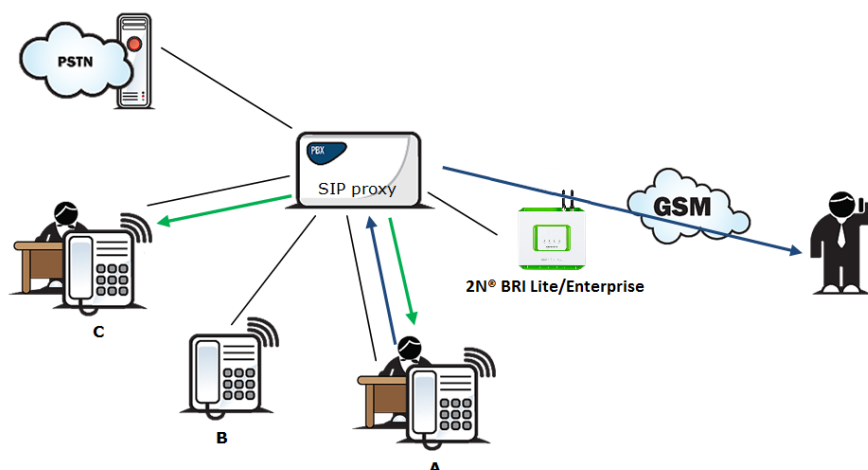 PSTN
PBX
SIP proxy
GSM
2N® BRI Lite/Enterprise
C
B
A